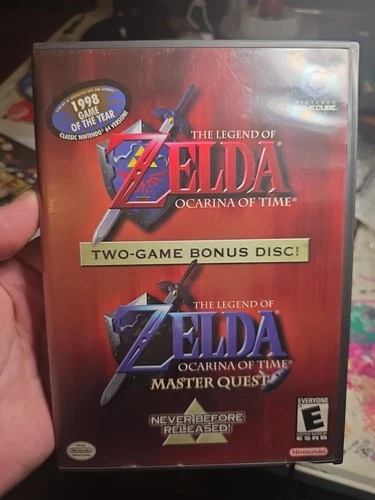 1998
GAME
OF THE YEAR
CLASSIC NINTENDO 64 VERSION
NINTENDO
GAMECUBE
THE LEGEND OF
ZELDA
OCARINA OF TIME®
TWO-GAME BONUS DISC!
THE LEGEND OF
ZELDA
OCARINA OF TIME
MASTER QUEST
NEVER BEFORE
RELEASED!
EVERYONE
E
ESRB
Nintendo
Nintendo